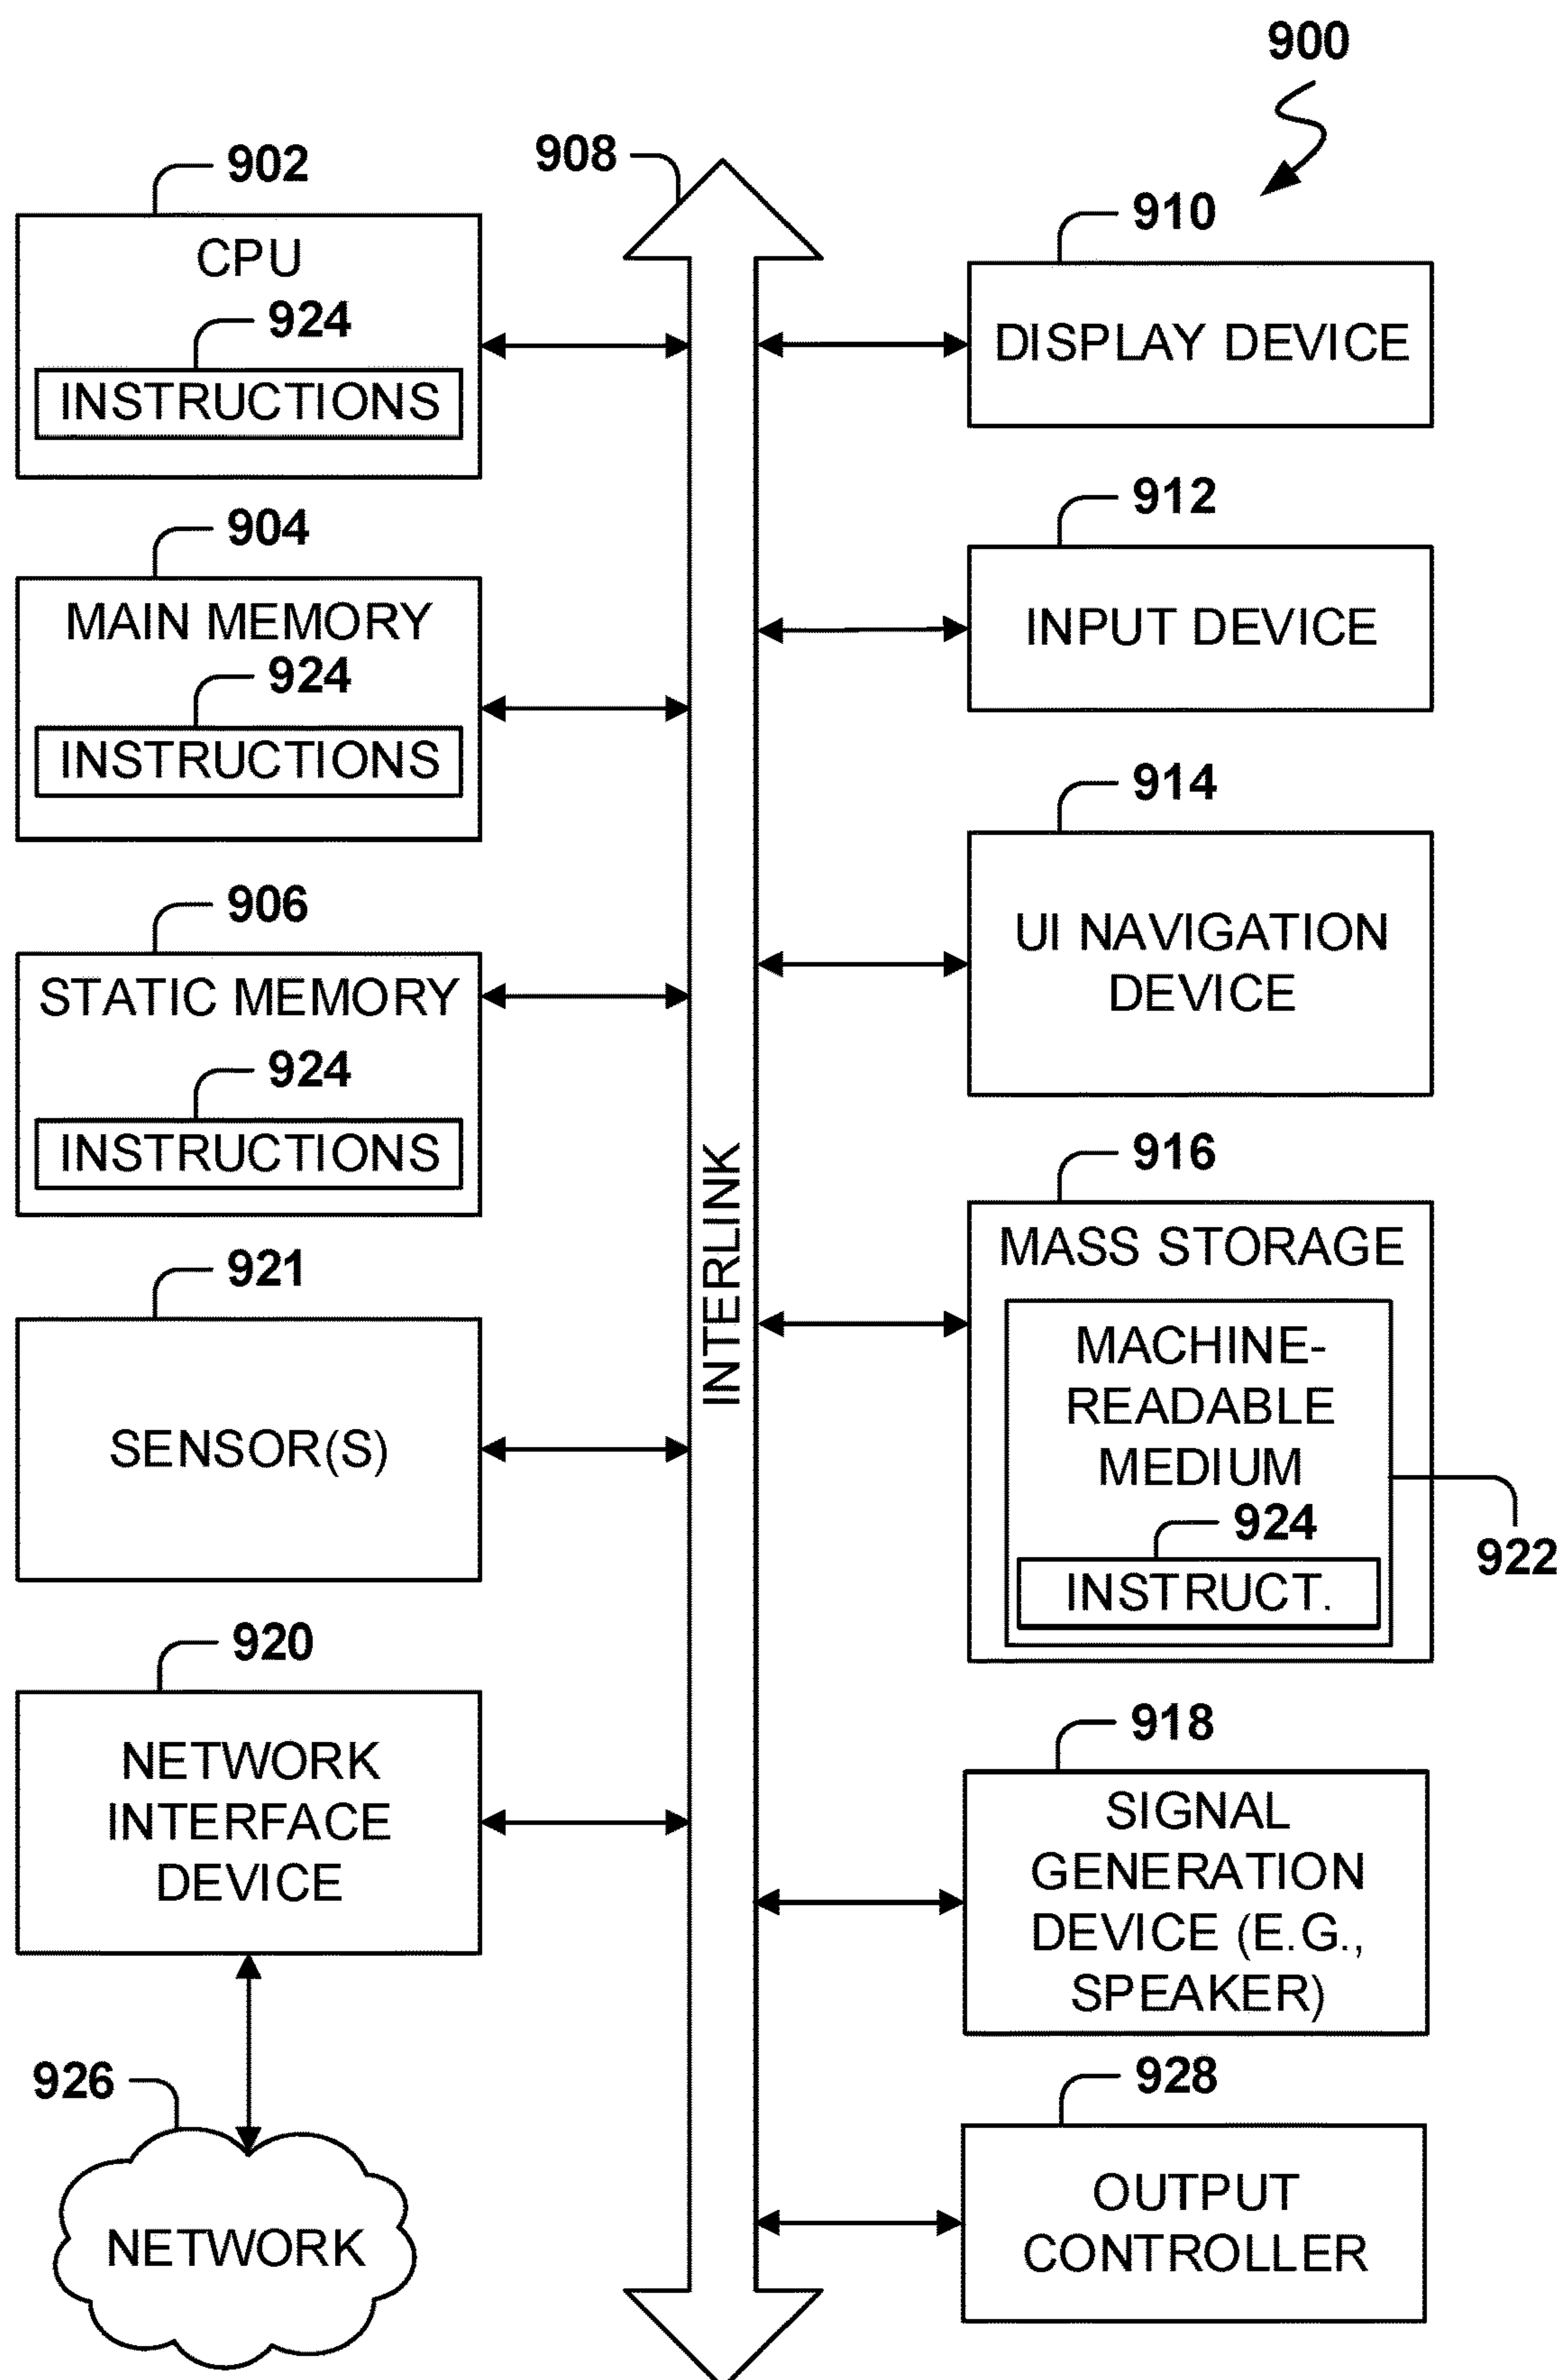 900
902
CPU
924
INSTRUCTIONS
904
MAIN MEMORY
924
INSTRUCTIONS
906
STATIC MEMORY
924
INSTRUCTIONS
921
SENSOR(S)
920
NETWORK
INTERFACE
DEVICE
926
NETWORK
908
INTERLINK
910
DISPLAY DEVICE
912
INPUT DEVICE
914
UI NAVIGATION
DEVICE
916
MASS STORAGE
MACHINE-
READABLE
MEDIUM
924
INSTRUCT.
922
918
SIGNAL
GENERATION
DEVICE (E.G.,
SPEAKER)
928
OUTPUT
CONTROLLER